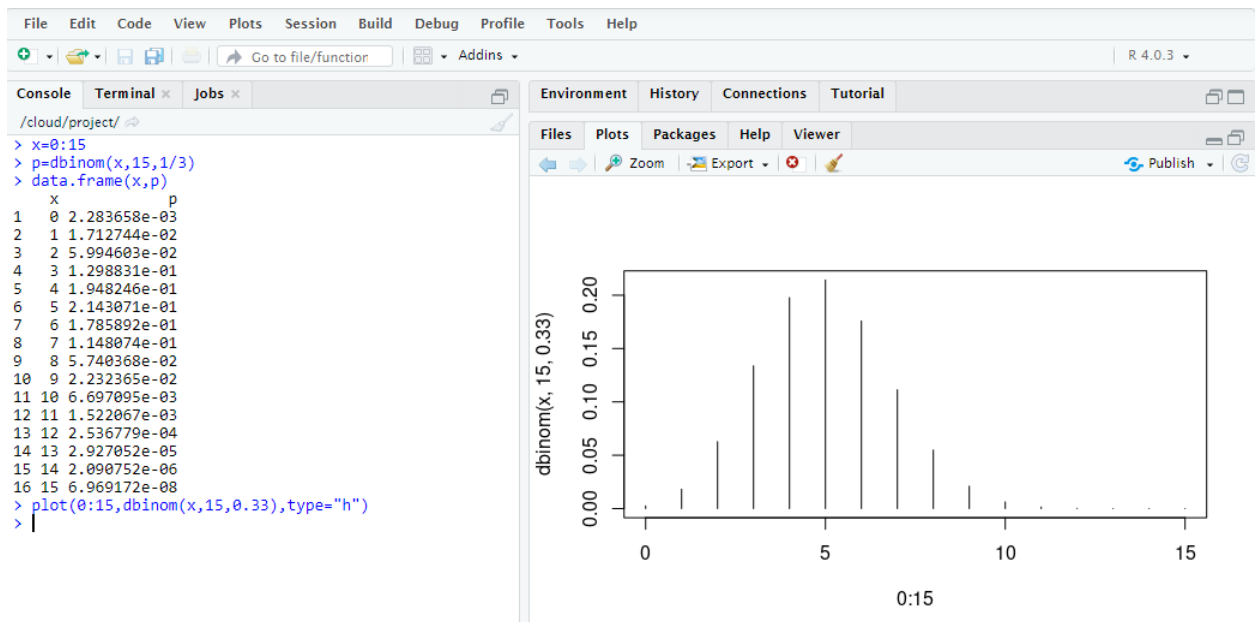 File Edit Code View Plots Session Build Debug Profile Tools Help
Go to file/function Addins R 4.0.3
Console Terminal Jobs
/cloud/project/
> x=0:15
> p=dbinom(x,15,1/3)
> data.frame(x,p)
x p
1 0 2.283658e-03
2 1 1.712744e-02
3 2 5.994603e-02
4 3 1.298831e-01
5 4 1.948246e-01
6 5 2.143071e-01
7 6 1.785892e-01
8 7 1.148074e-01
9 8 5.740368e-02
10 9 2.232365e-02
11 10 6.697095e-03
12 11 1.522067e-03
13 12 2.536779e-04
14 13 2.927052e-05
15 14 2.090752e-06
16 15 6.969172e-08
> plot(0:15,dbinom(x,15,0.33),type="h")
>
Environment History Connections Tutorial
Files Plots Packages Help Viewer
Zoom Export Publish
dbinom(x, 15, 0.33)
0.20
0.15
0.10
0.05
0.00
0 5 10 15
0:15